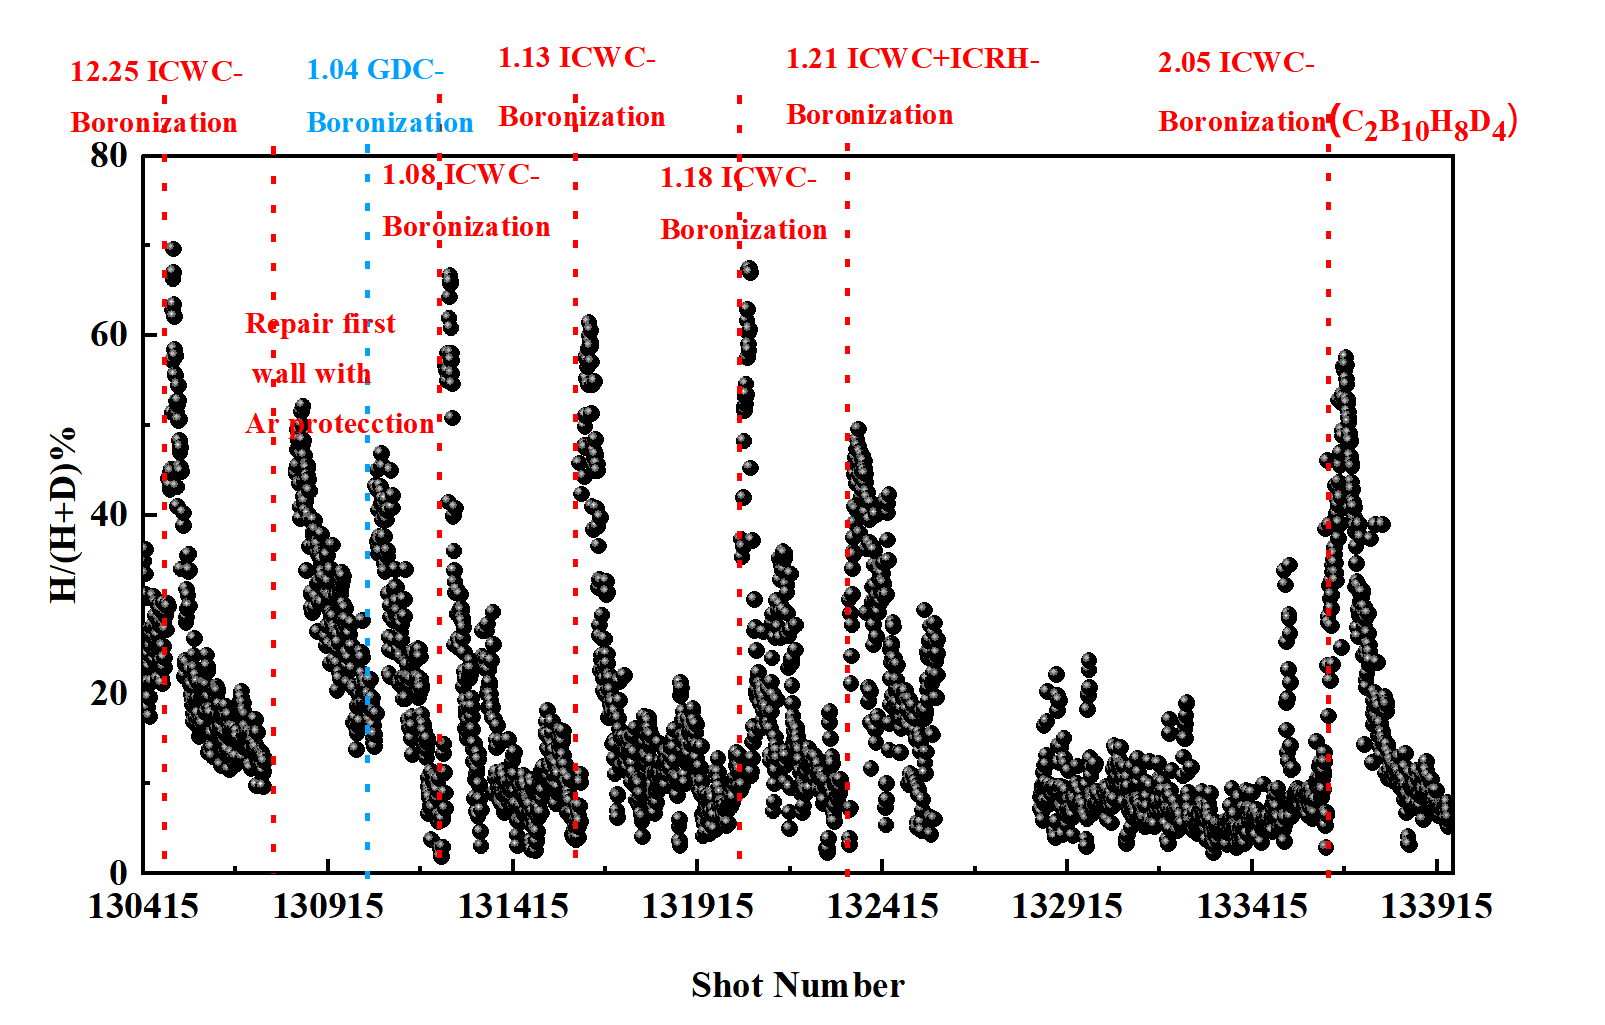 12.25 ICWC-
Boronization
1.04 GDC-
Boronization
1.13 ICWC-
Boronization
1.21 ICWC+ICRH-
Boronization
2.05 ICWC-
Boronization(C2B10H8D4)
1.08 ICWC-
Boronization
1.18 ICWC-
Boronization
Repair first
wall with
Ar protecction
H/(H+D)%
80
60
40
20
0
130415
130915
131415
131915
132415
132915
133415
133915
Shot Number